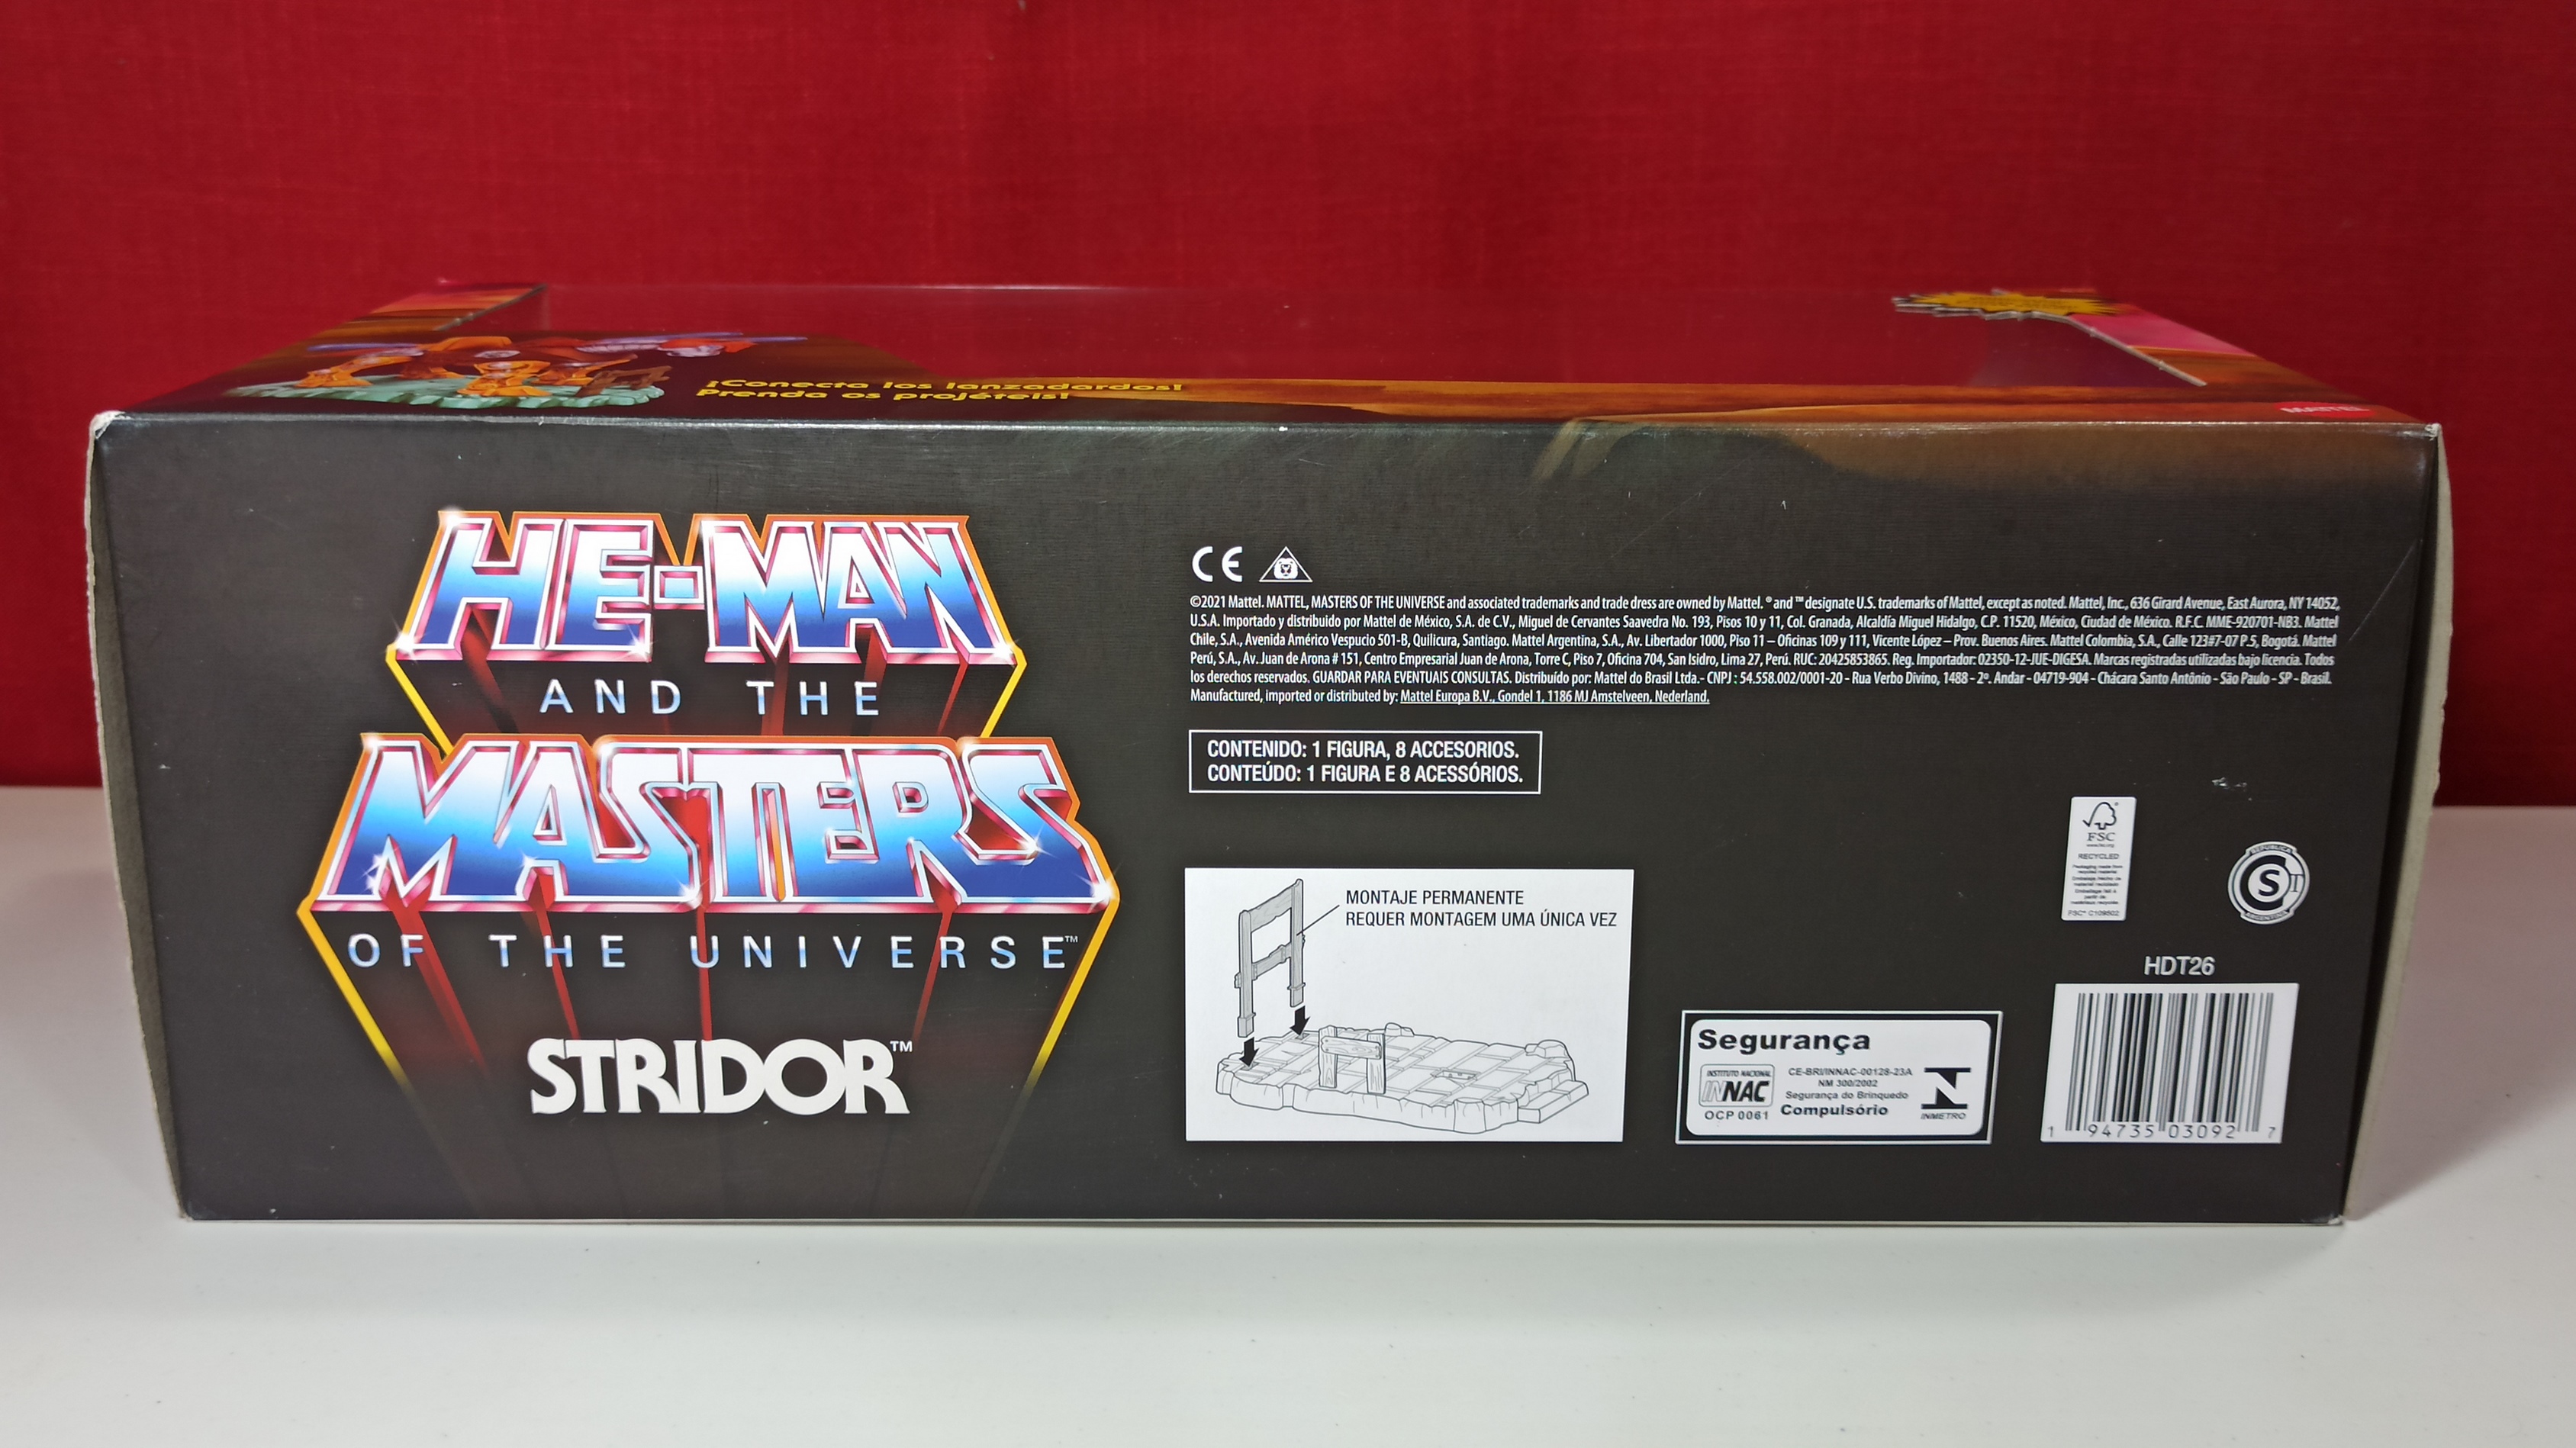 ¡Conecta los lanzadardos!
Prenda os projéteis!
MATTEL
HE-MAN
AND THE
MASTERS
OF THE UNIVERSE™
STRIDOR™
CE
©2021 Mattel. MATTEL, MASTERS OF THE UNIVERSE and associated trademarks and trade dress are owned by Mattel. ® and ™ designate U.S. trademarks of Mattel, except as noted. Mattel, Inc., 636 Girard Avenue, East Aurora, NY 14052,
U.S.A. Importado y distribuido por Mattel de México, S.A. de C.V., Miguel de Cervantes Saavedra No. 193, Pisos 10 y 11, Col. Granada, Alcaldía Miguel Hidalgo, C.P. 11520, México, Ciudad de México. R.F.C. MME-920701-NB3. Mattel
Chile, S.A., Avenida Américo Vespucio 501-B, Quilicura, Santiago. Mattel Argentina, S.A., Av. Libertador 1000, Piso 11 – Oficinas 109 y 111, Vicente López – Prov. Buenos Aires. Mattel Colombia, S.A., Calle 123#7-07 P.5, Bogotá. Mattel
Perú, S.A., Av. Juan de Arona # 151, Centro Empresarial Juan de Arona, Torre C, Piso 7, Oficina 704, San Isidro, Lima 27, Perú. RUC: 20425853865. Reg. Importador: 02350-12-JUE-DIGESA. Marcas registradas utilizadas bajo licencia. Todos
los derechos reservados. GUARDAR PARA EVENTUAIS CONSULTAS. Distribuído por: Mattel do Brasil Ltda.- CNPJ : 54.558.002/0001-20 - Rua Verbo Divino, 1488 - 2º. Andar - 04719-904 - Chácara Santo Antônio - São Paulo - SP - Brasil.
Manufactured, imported or distributed by: Mattel Europa B.V., Gondel 1, 1186 MJ Amstelveen, Nederland.
CONTENIDO: 1 FIGURA, 8 ACCESORIOS.
CONTEÚDO: 1 FIGURA E 8 ACESSÓRIOS.
MONTAJE PERMANENTE
REQUER MONTAGEM UMA ÚNICA VEZ
Segurança
INSTITUTO NACIONAL
INNAC
OCP 0061
CE-BRI/INNAC-00128-23A
NM 300/2002
Segurança do Brinquedo
Compulsório
INMETRO
FSC
www.fsc.org
RECYCLED
FSC® C109602
REPUBLICA
S
ARGENTINA
HDT26
1 94735 03092 7